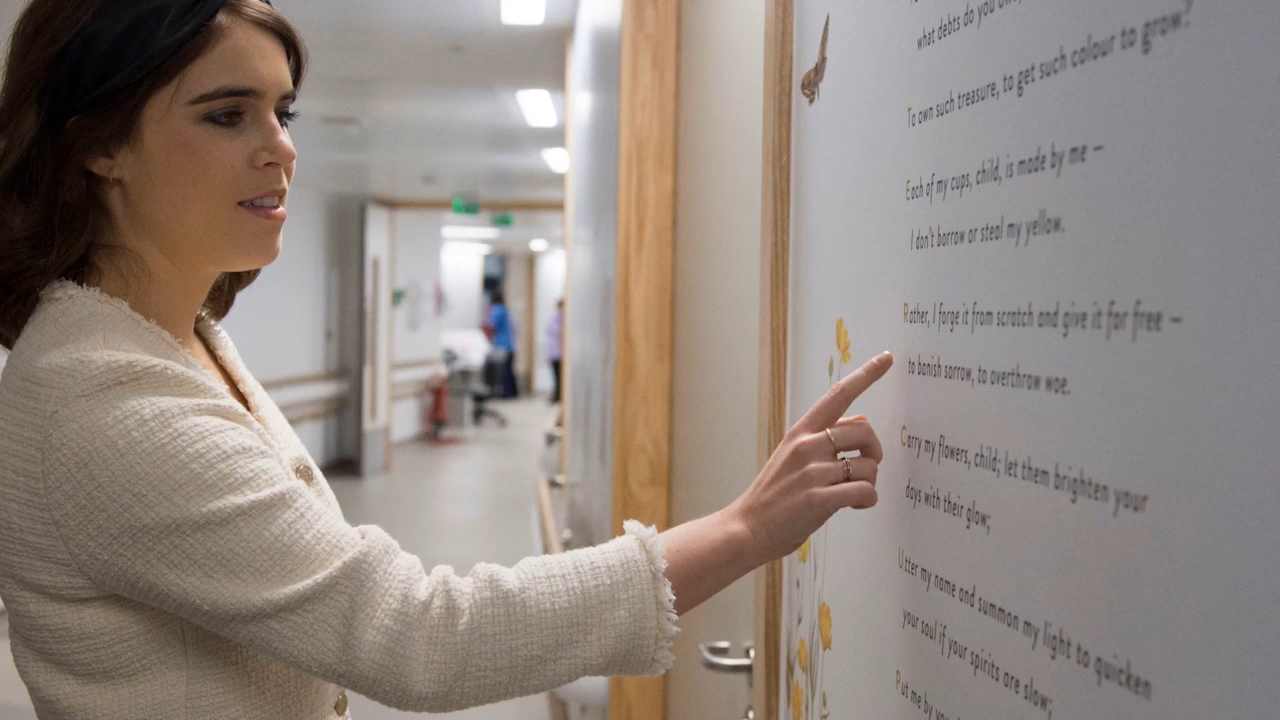 what debts do you owe,
To own such treasure, to get such colour to grow?
Each of my cups, child, is made by me –
I don't borrow or steal my yellow.
Rather, I forge it from scratch and give it for free –
to banish sorrow, to overthrow woe.
Carry my flowers, child; let them brighten your
days with their glow;
Utter my name and summon my light to quicken
your soul if your spirits are slow;
Put me by